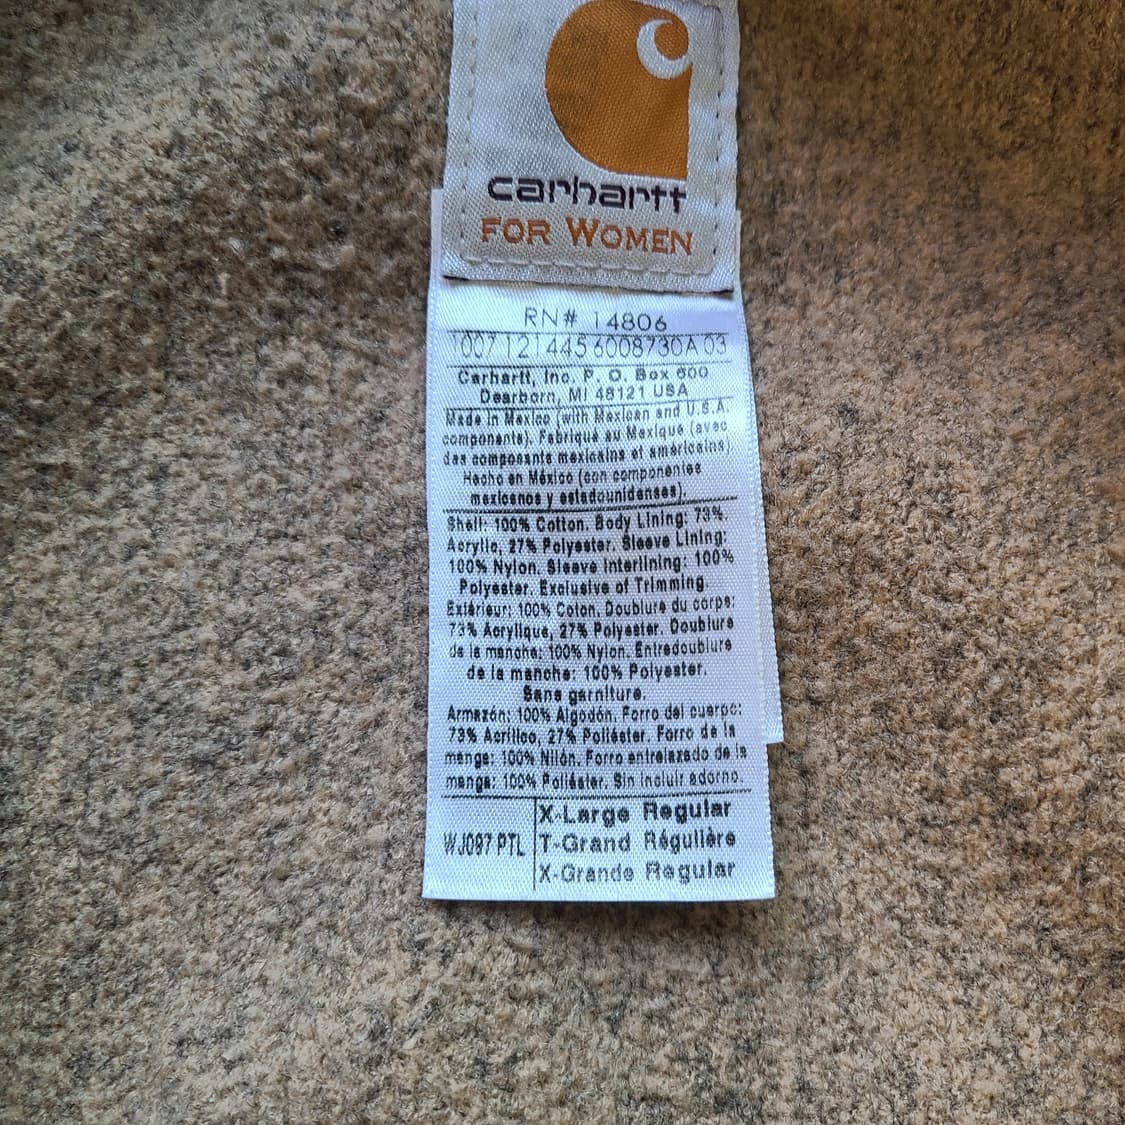 carhartt
FOR WOMEN
RN# 14806
1007121445 6008730A 03
Carhartt, Inc. P. O. Box 600
Dearborn, MI 48121 USA
Made in Mexico (with Mexican and U.S.A.
components). Fabriqué au Mexique (avec
des composants mexicains et américains)
Hecho en México (con componentes
mexicanos y estadounidenses).
Shell: 100% Cotton. Body Lining: 73%
Acrylic, 27% Polyester. Sleeve Lining:
100% Nylon. Sleeve Interlining: 100%
Polyester. Exclusive of Trimming
Extérieur: 100% Coton. Doublure du corps:
73% Acrylique, 27% Polyester. Doublure
de la manche: 100% Nylon. Entredoublure
de la manche: 100% Polyester.
Sans garniture.
Armazón: 100% Algodón. Forro del cuerpo:
73% Acrílico, 27% Poliéster. Forro de la
manga: 100% Nilón. Forro entrelazado de la
manga: 100% Poliéster. Sin incluir adorno.
WJ097 PTL
X-Large Regular
T-Grand Régulière
X-Grande Regular